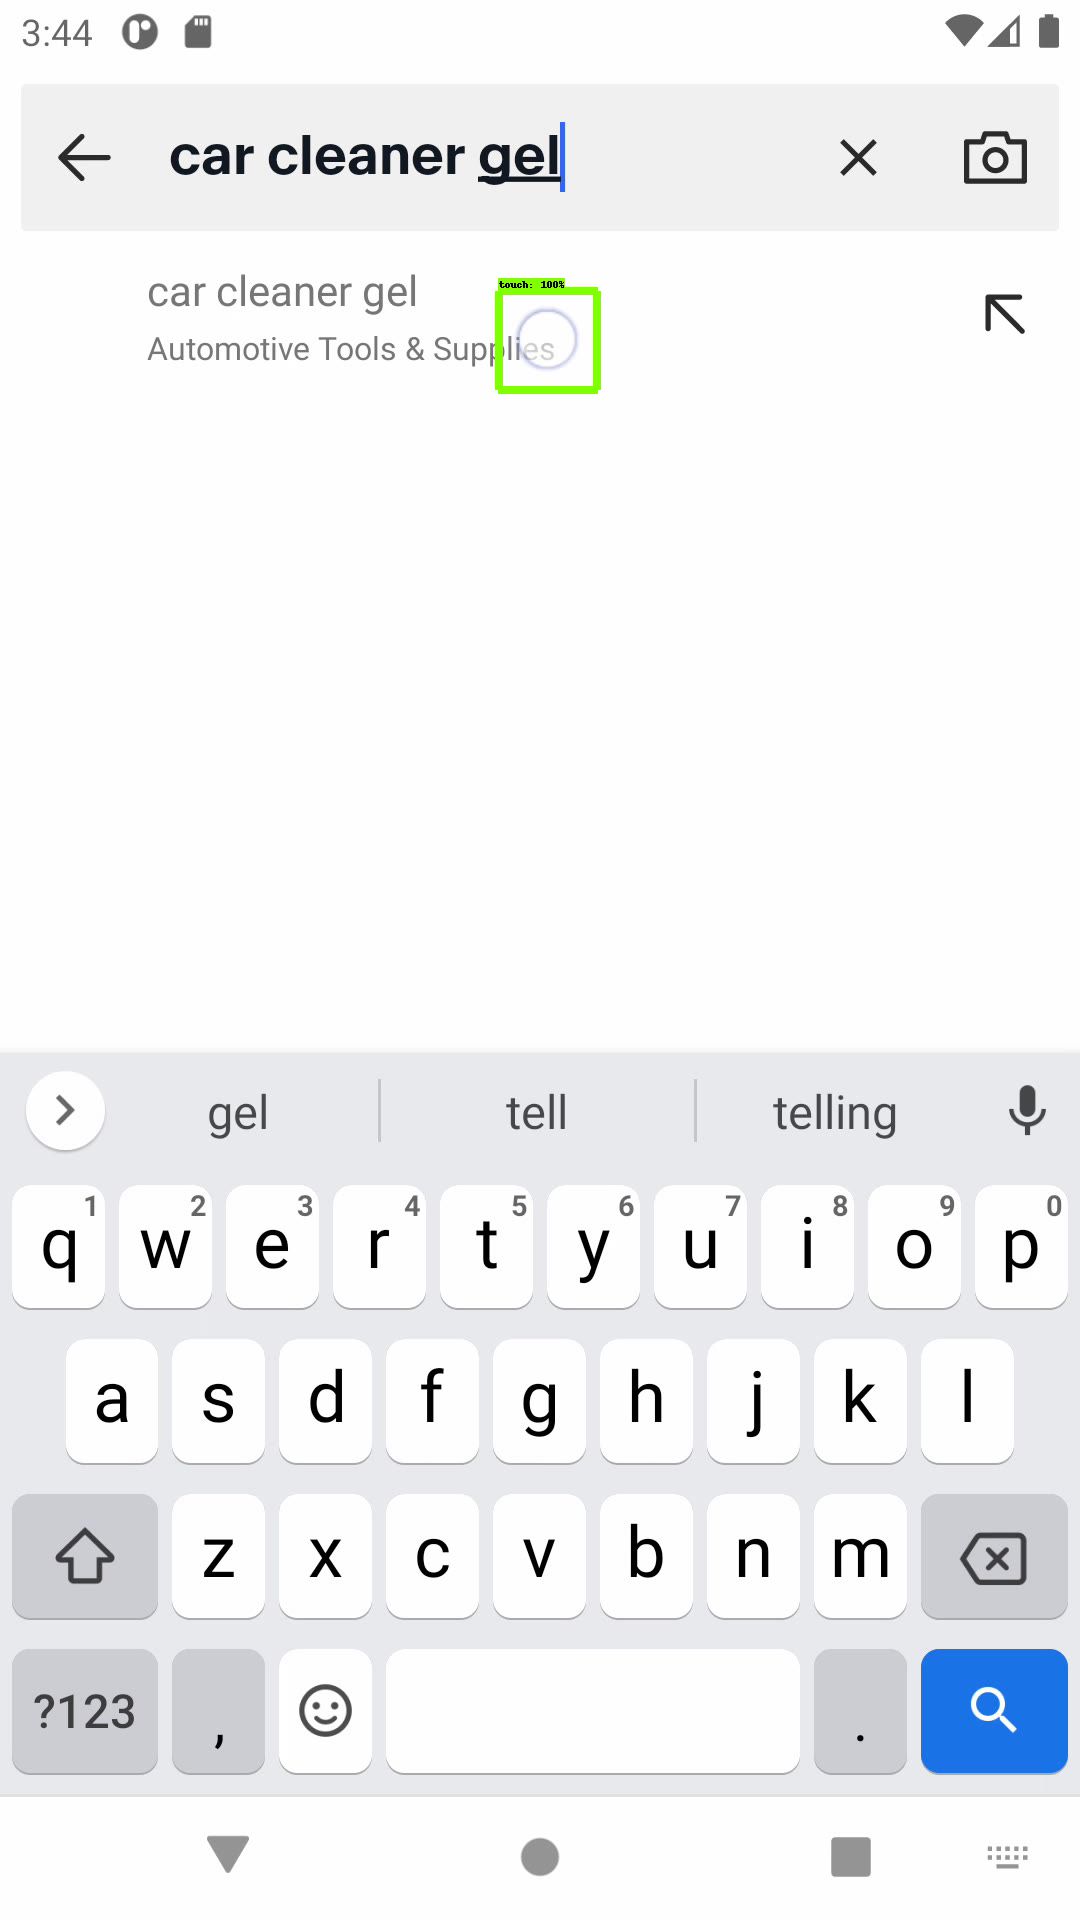 3:44
car cleaner gel
touch: 100%
car cleaner gel
Automotive Tools & Supplies
gel tell telling
1 2 3 4 5 6 7 8 9 0
q w e r t y u i o p
a s d f g h j k l
z x c v b n m
?123 , .